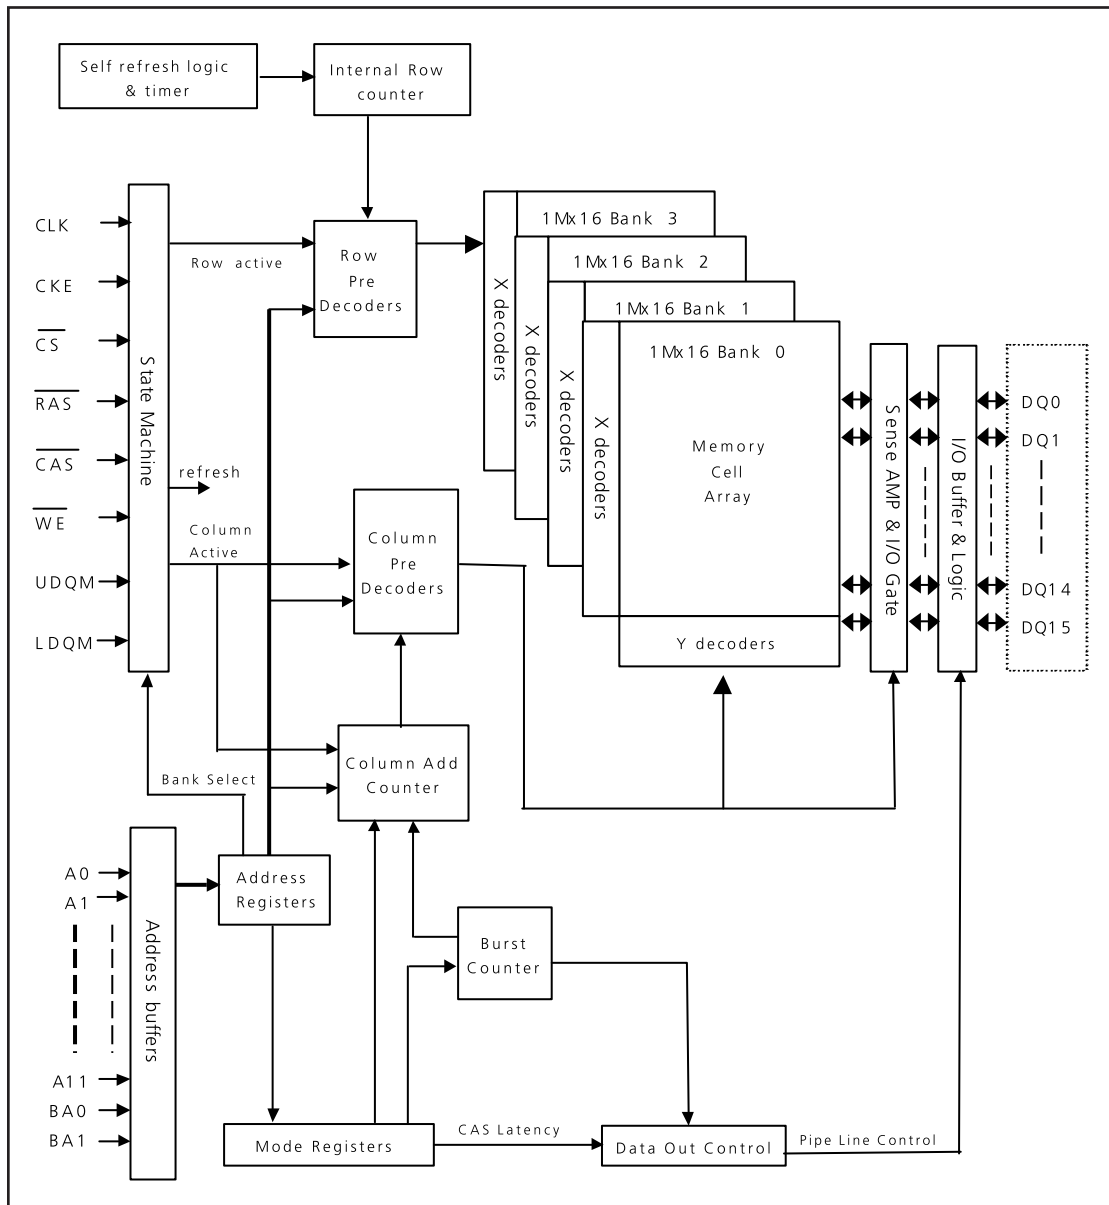 Self refresh logic
& timer
Internal Row
counter
CLK
CKE
CS
RAS
CAS
WE
UDQM
LDQM
State Machine
Row active
refresh
Column
Active
Bank Select
Row
Pre
Decoders
Column
Pre
Decoders
Column Add
Counter
X decoders
X decoders
X decoders
X decoders
1Mx16 Bank 3
1Mx16 Bank 2
1Mx16 Bank 1
1Mx16 Bank 0
Memory
Cell
Array
Y decoders
Sense AMP & I/O Gate
I/O Buffer & Logic
DQ0
DQ1
DQ14
DQ15
A0
A1
A11
BA0
BA1
Address buffers
Address
Registers
Burst
Counter
Mode Registers
CAS Latency
Data Out Control
Pipe Line Control